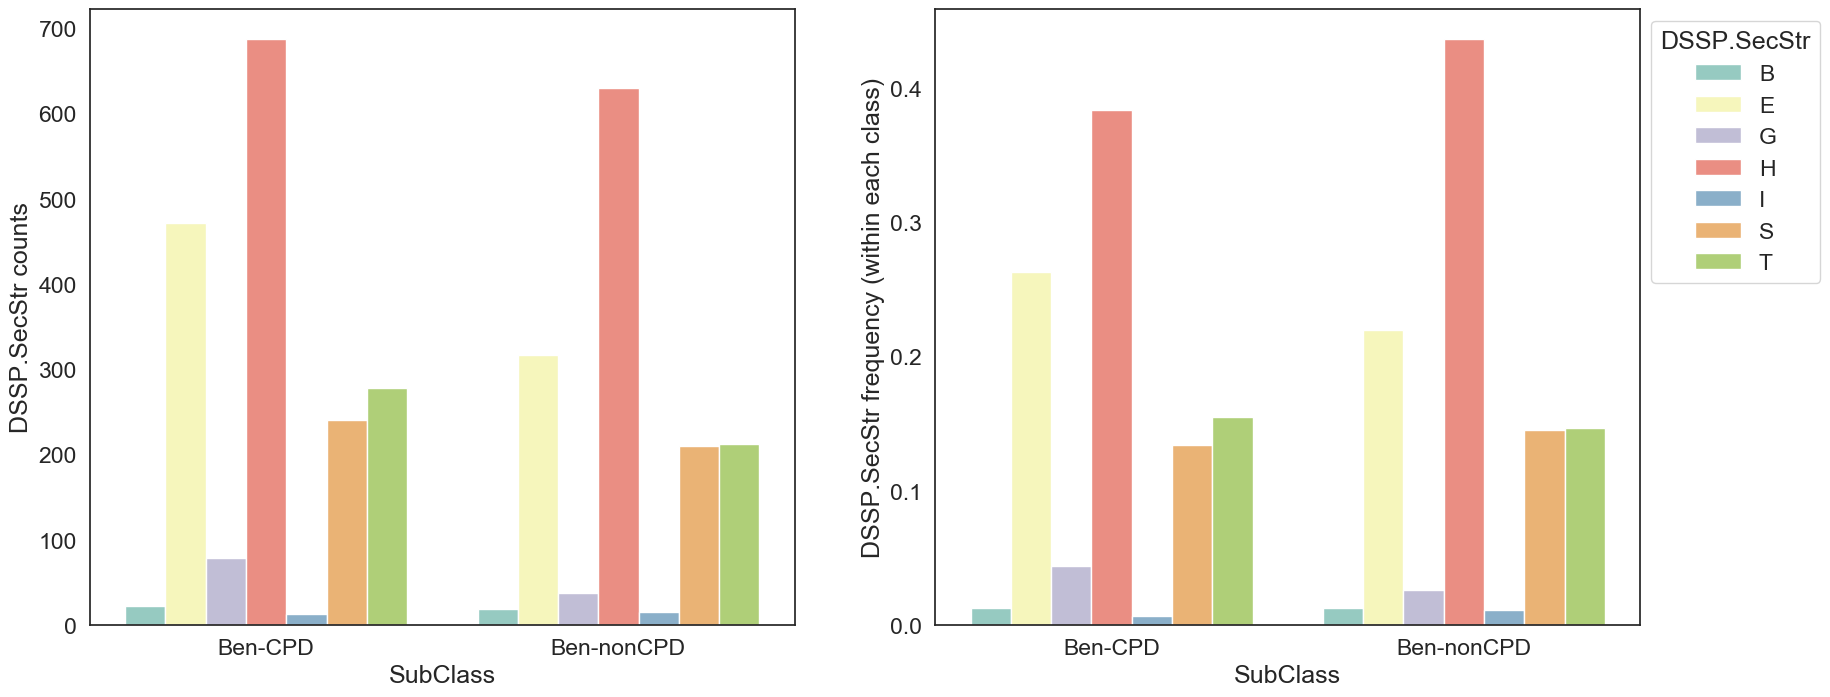 DSSP.SecStr counts
700
600
500
400
300
200
100
0
Ben-CPD
Ben-nonCPD
SubClass
DSSP.SecStr frequency (within each class)
0.4
0.3
0.2
0.1
0.0
Ben-CPD
Ben-nonCPD
SubClass
DSSP.SecStr
B
E
G
H
I
S
T